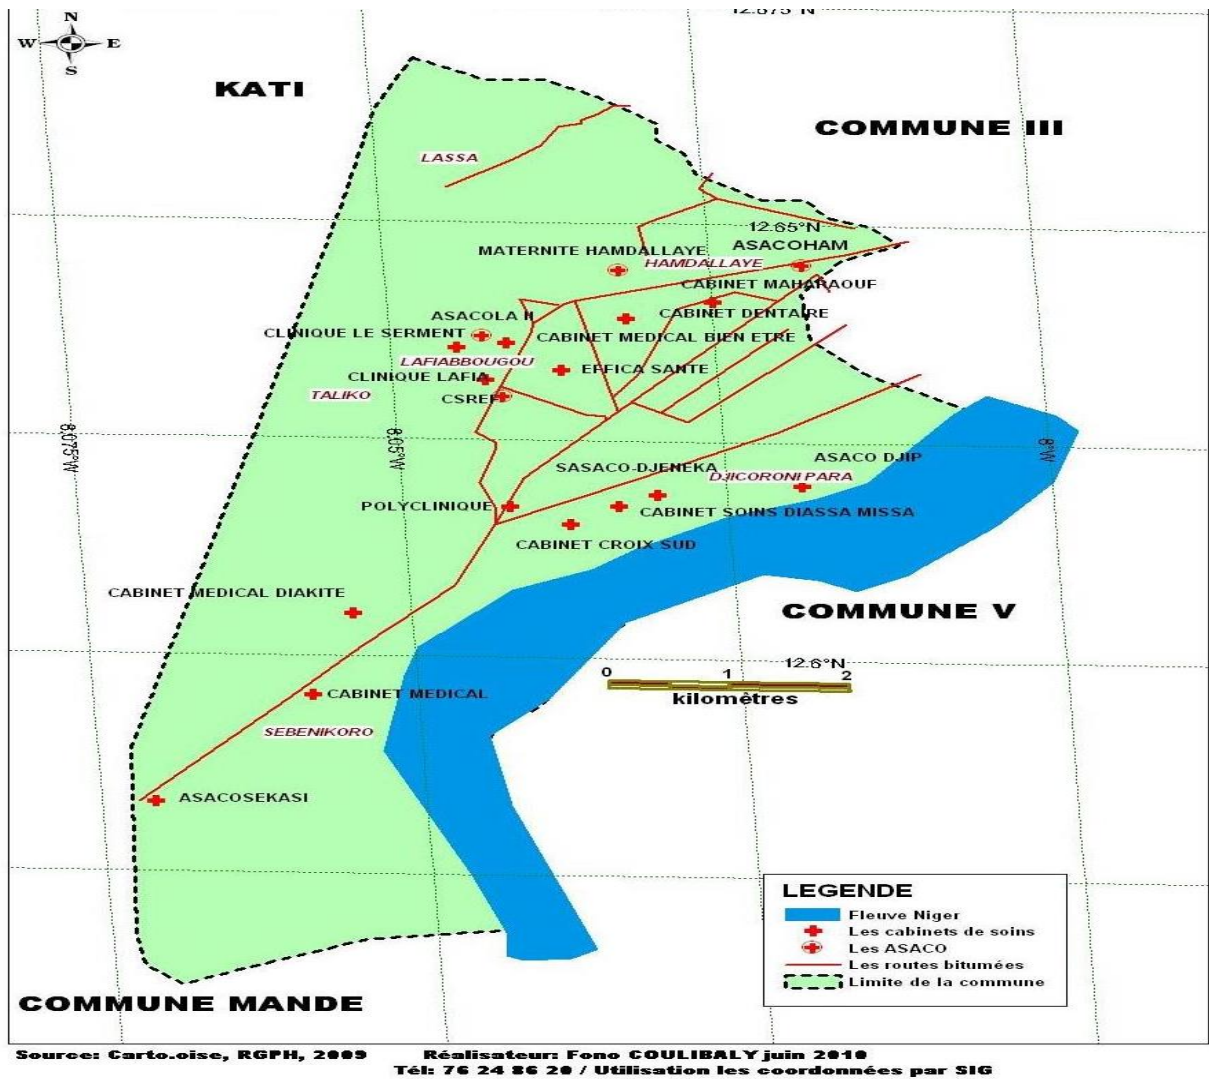 12.675°N
N
W E
S
KATI
COMMUNE III
LASSA
12.65°N
MATERNITE HAMDALLAYE
ASACOHAM
HAMDALLAYE
CABINET MAHARAOUF
ASACOLA II
CABINET DENTAIRE
CLINIQUE LE SERMENT
CABINET MEDICAL BIEN ETRE
LAFIABBOUGOU
CLINIQUE LAFIA
EFFICA SANTE
TALIKO
CSREF
8.075°W
8.05°W
8°W
SASACO-DJENEKA
ASACO DJIP
DJICORONI PARA
POLYCLINIQUE
CABINET SOINS DIASSA MISSA
CABINET CROIX SUD
CABINET MEDICAL DIAKITE
COMMUNE V
12.6°N
0 1 2
kilomètres
CABINET MEDICAL
SEBENIKORO
ASACOSEKASI
LEGENDE
Fleuve Niger
Les cabinets de soins
Les ASACO
Les routes bitumées
Limite de la commune
COMMUNE MANDE
Source: Carto.oise, RGPH, 2009 Réalisateur: Fono COULIBALY juin 2010
Tél: 76 24 86 20 / Utilisation les coordonnées par SIG